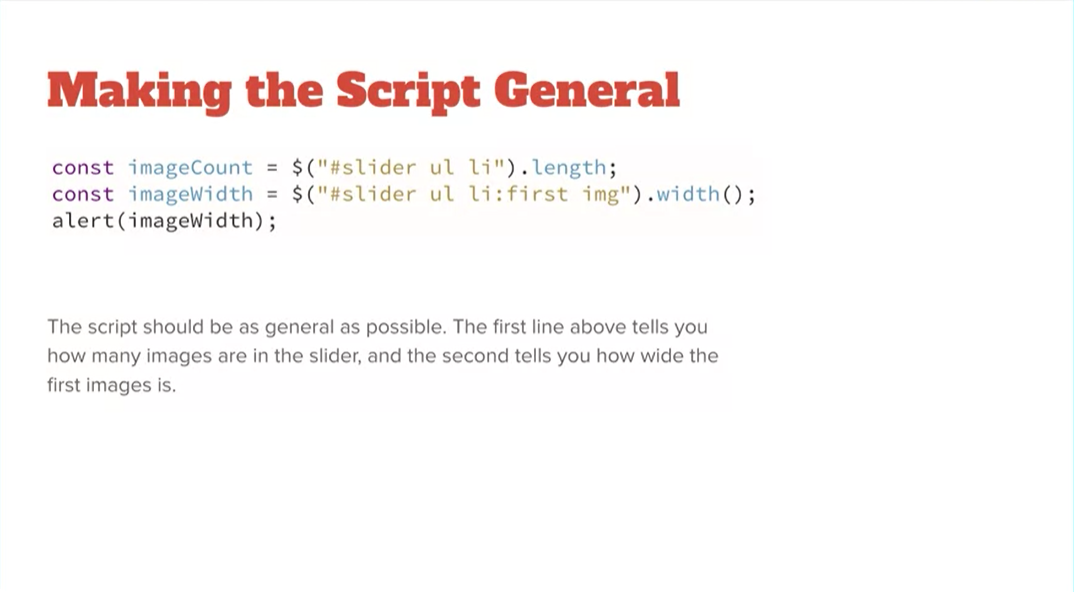 Making the Script General
const imageCount = $("#slider ul li").length;
const imageWidth = $("#slider ul li:first img").width();
alert(imageWidth);
The script should be as general as possible. The first line above tells you
how many images are in the slider, and the second tells you how wide the
first images is.